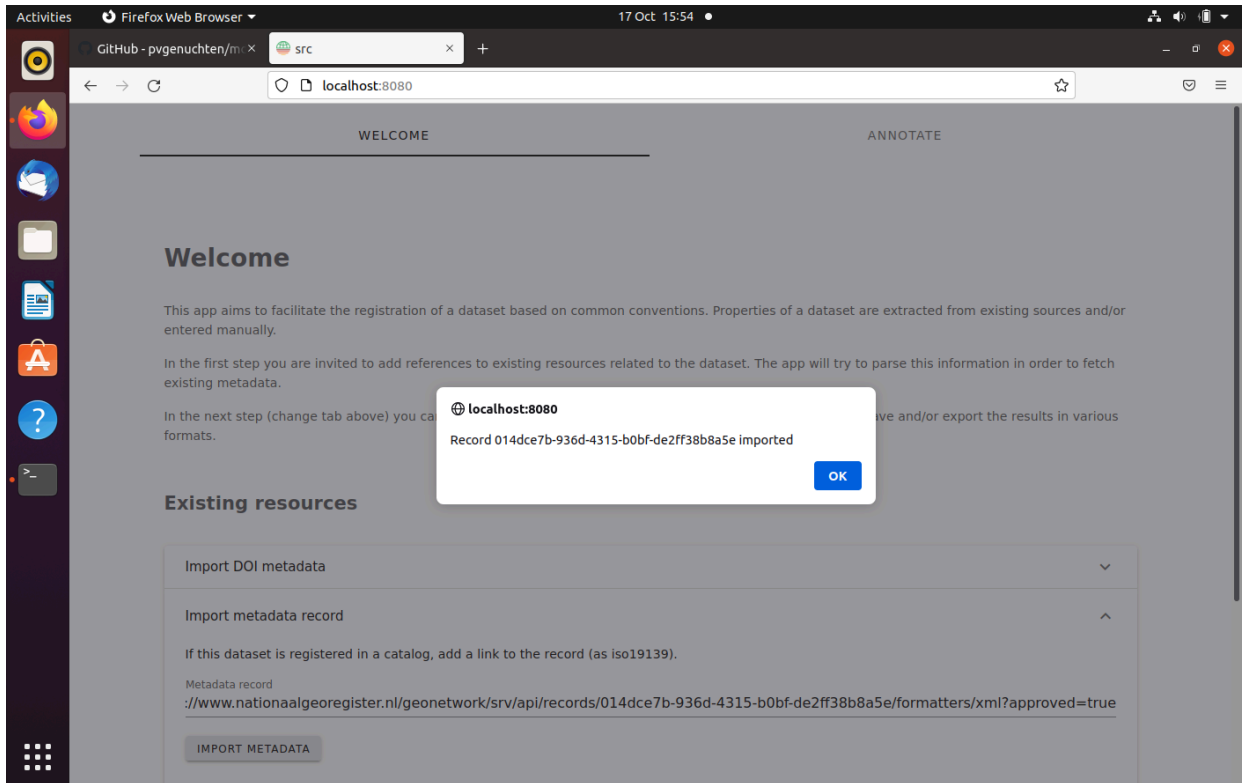 Activities
Firefox Web Browser
17 Oct 15:54
GitHub - pvgenuchten/m
src
localhost:8080
WELCOME
ANNOTATE
Welcome
This app aims to facilitate the registration of a dataset based on common conventions. Properties of a dataset are extracted from existing sources and/or
entered manually.
In the first step you are invited to add references to existing resources related to the dataset. The app will try to parse this information in order to fetch
existing metadata.
In the next step (change tab above) you
ave and/or export the results in various
formats.
localhost:8080
Record 014dce7b-936d-4315-b0bf-de2ff38b8a5e imported
OK
Existing resources
Import DOI metadata
Import metadata record
If this dataset is registered in a catalog, add a link to the record (as iso19139).
Metadata record
://www.nationaalgeoregister.nl/geonetwork/srv/api/records/014dce7b-936d-4315-b0bf-de2ff38b8a5e/formatters/xml?approved=true
IMPORT METADATA